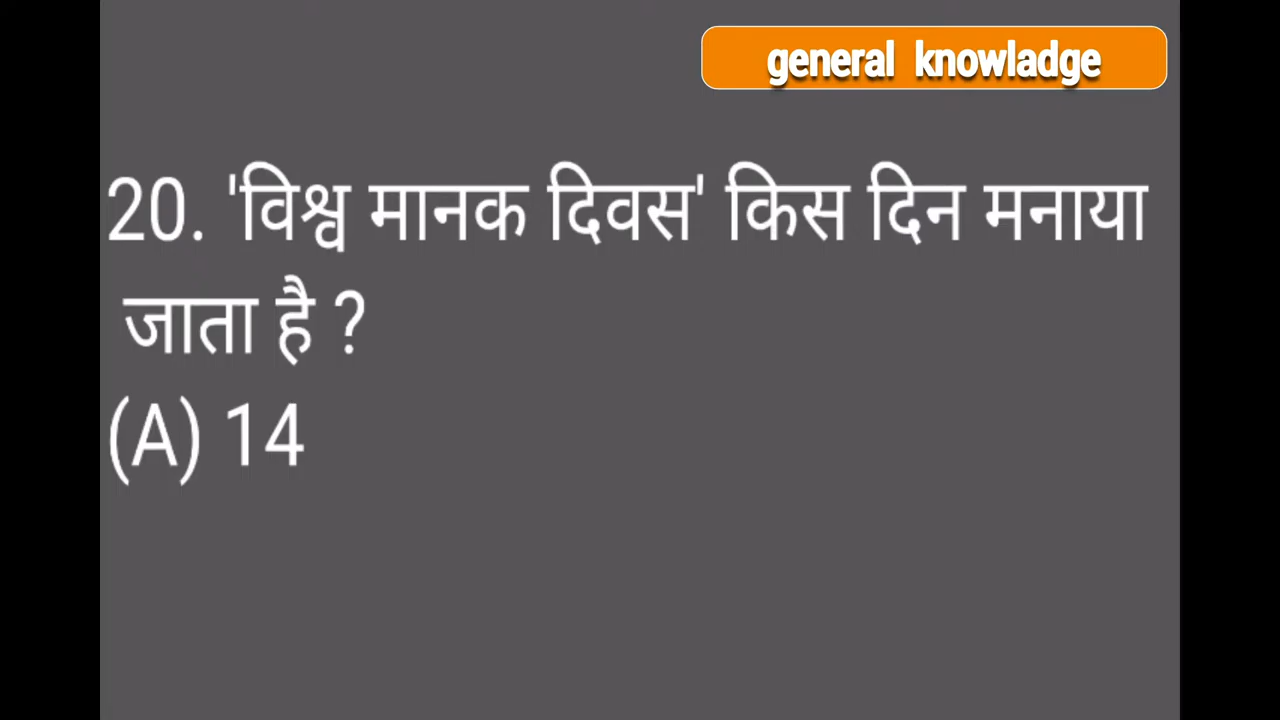 general knowladge
20. 'विश्व मानक दिवस' किस दिन मनाया
जाता है ?
(A) 14